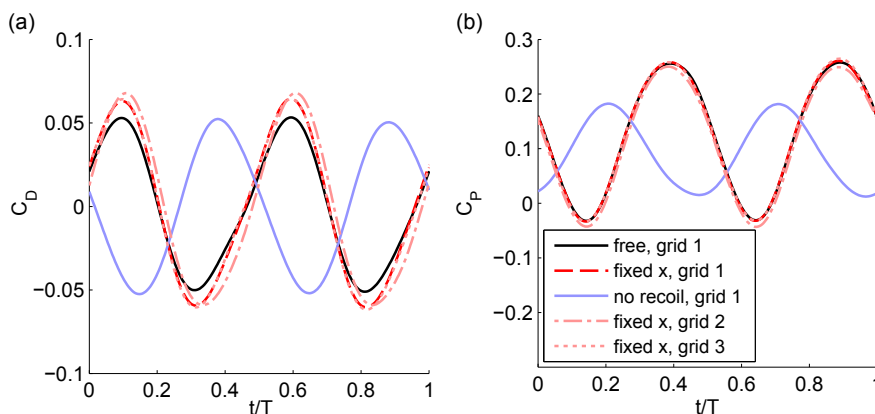 (a)
0.1
0.05
0
−0.05
−0.1
C_D
0 0.2 0.4 0.6 0.8 1
t/T
(b)
0.3
0.2
0.1
0
−0.1
−0.2
C_P
free, grid 1
fixed x, grid 1
no recoil, grid 1
fixed x, grid 2
fixed x, grid 3
0 0.2 0.4 0.6 0.8 1
t/T